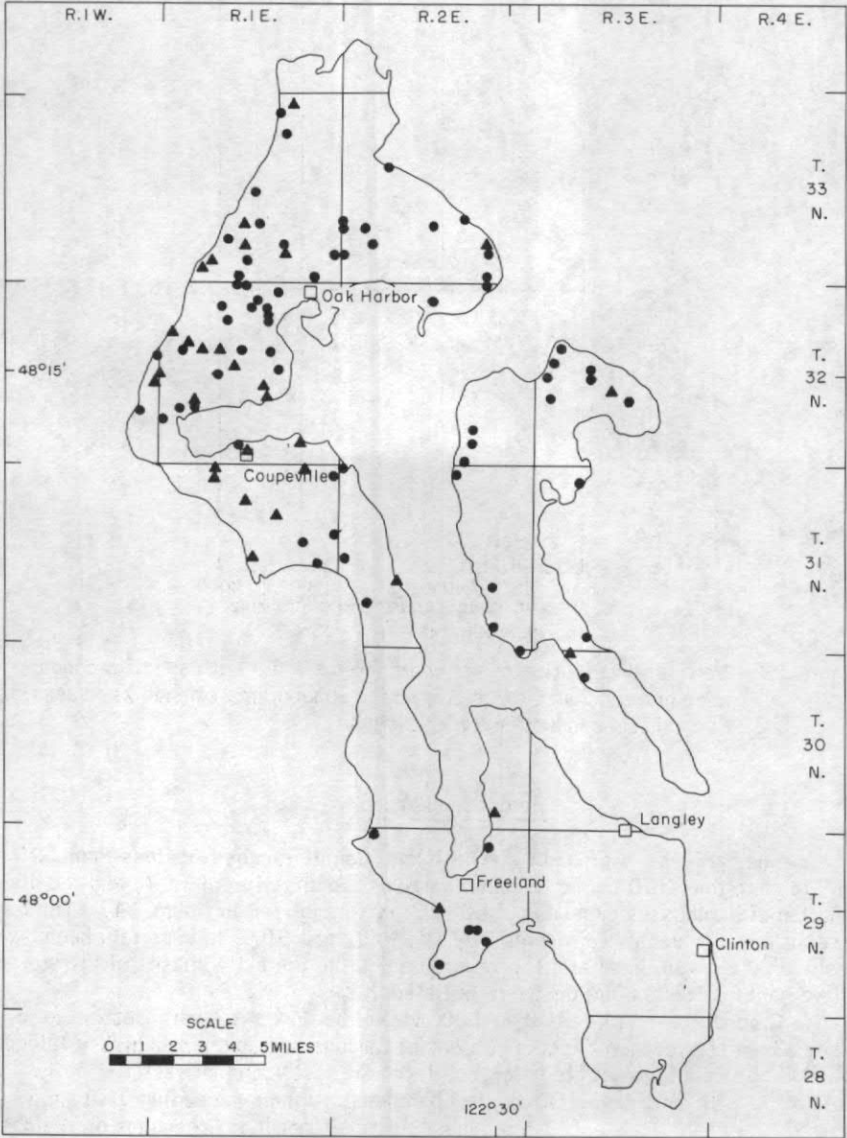 R.1W.
R.1E.
R.2E.
R.3E.
R.4E.
T.
33
N.
Oak Harbor
48°15'
T.
32
N.
Coupeville
T.
31
N.
T.
30
N.
Langley
Freeland
48°00'
T.
29
N.
Clinton
SCALE
0 1 2 3 4 5 MILES
T.
28
N.
122°30'